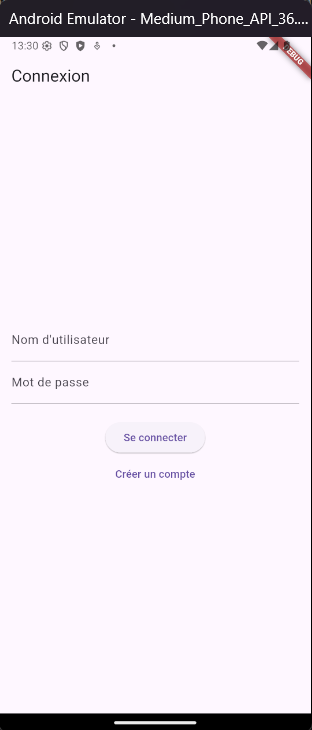 Android Emulator - Medium_Phone_API_36....
13:30
DEBUG
Connexion
Nom d'utilisateur
Mot de passe
Se connecter
Créer un compte